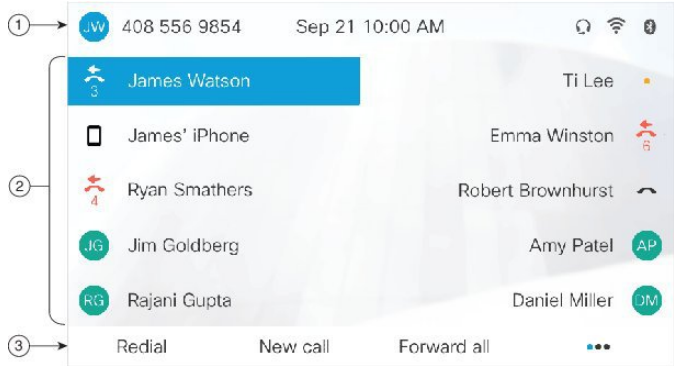 1 JW 408 556 9854 Sep 21 10:00 AM
3 James Watson Ti Lee
2 James' iPhone Emma Winston 6
4 Ryan Smathers Robert Brownhurst
JG Jim Goldberg Amy Patel AP
RG Rajani Gupta Daniel Miller DM
3 Redial New call Forward all